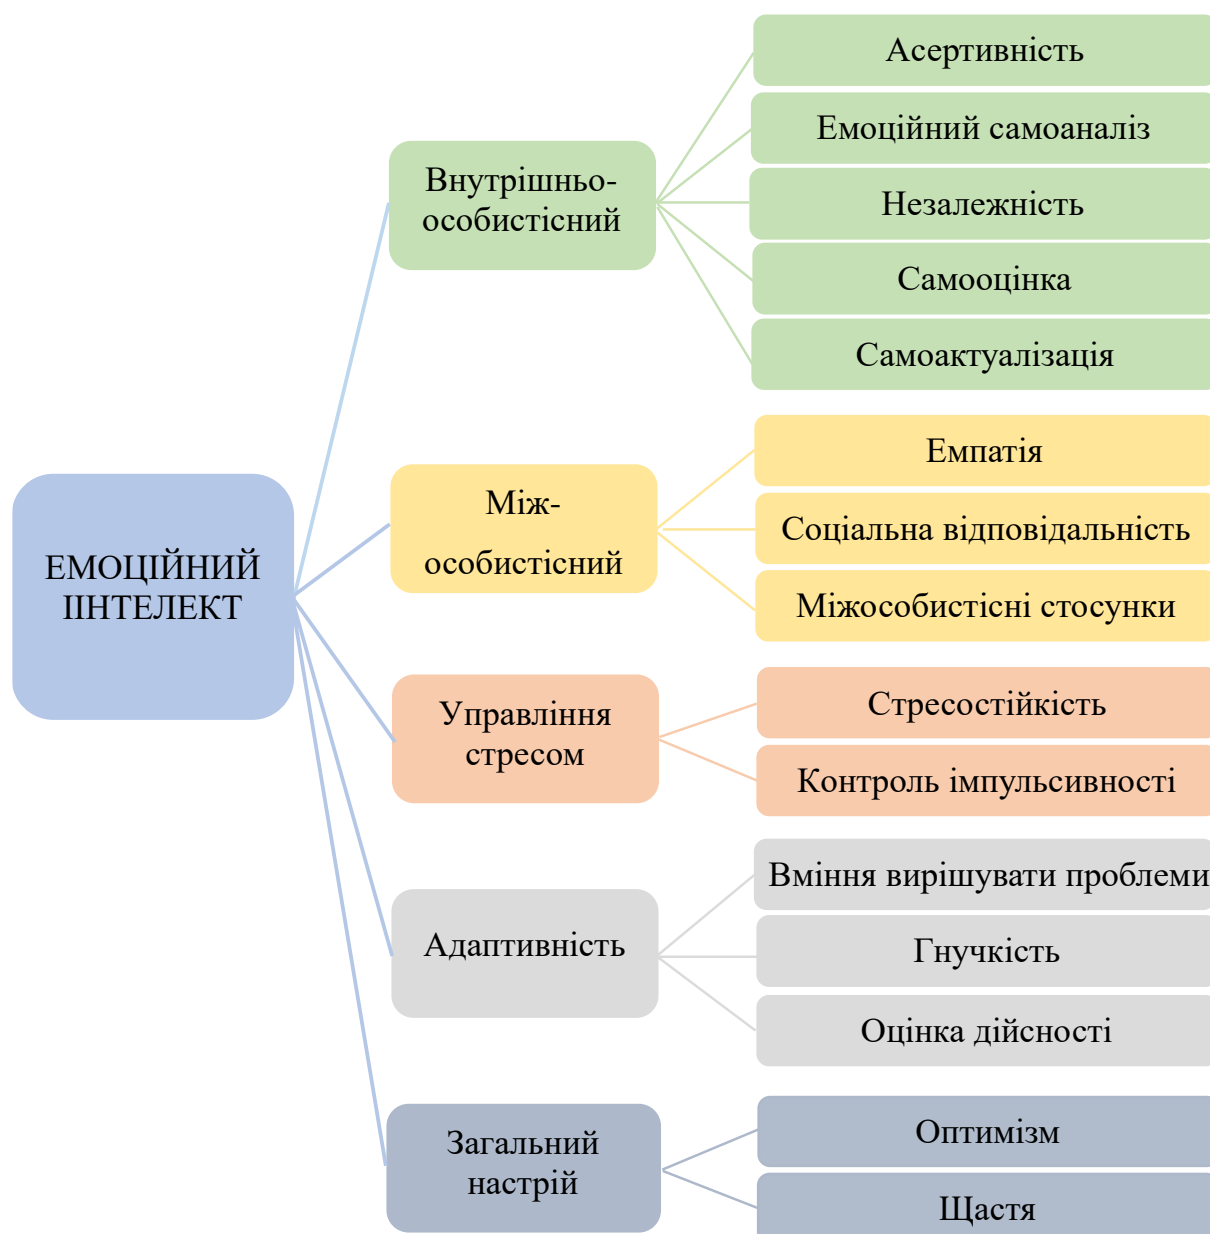 ЕМОЦІЙНИЙ
ІІНТЕЛЕКТ
Внутрішньо-
особистісний
Асертивність
Емоційний самоаналіз
Незалежність
Самооцінка
Самоактуалізація
Між-
особистісний
Емпатія
Соціальна відповідальність
Міжособистісні стосунки
Управління
стресом
Стресостійкість
Контроль імпульсивності
Адаптивність
Вміння вирішувати проблеми
Гнучкість
Оцінка дійсності
Загальний
настрій
Оптимізм
Щастя